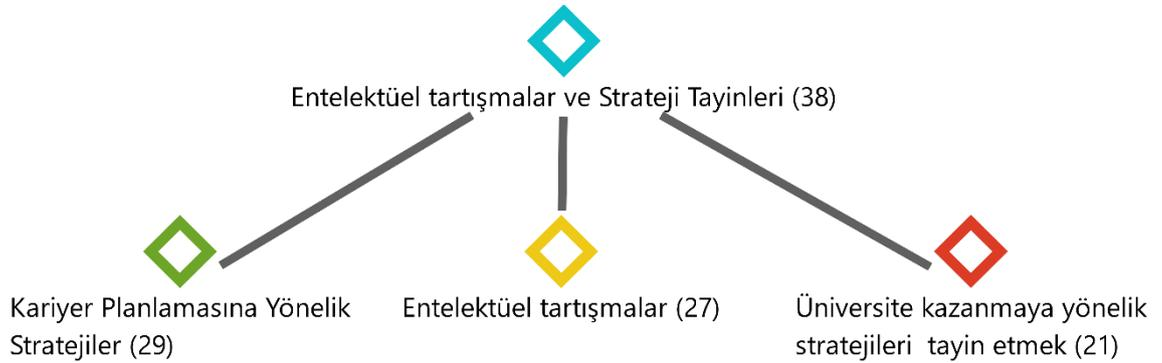 Entelektüel tartışmalar ve Strateji Tayinleri (38)
Kariyer Planlamasına Yönelik
Stratejiler (29)
Entelektüel tartışmalar (27)
Üniversite kazanmaya yönelik
stratejileri  tayin etmek (21)